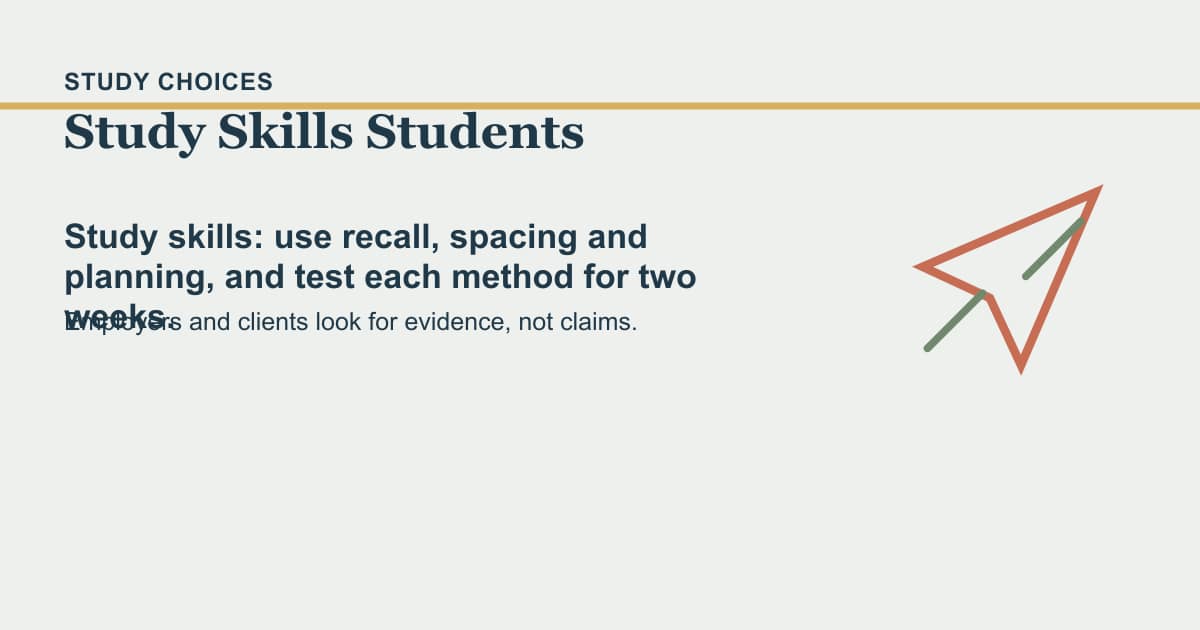 STUDY CHOICES
Study Skills Students
Study skills: use recall, spacing and
planning, and test each method for two
weeks.
Employers and clients look for evidence, not claims.